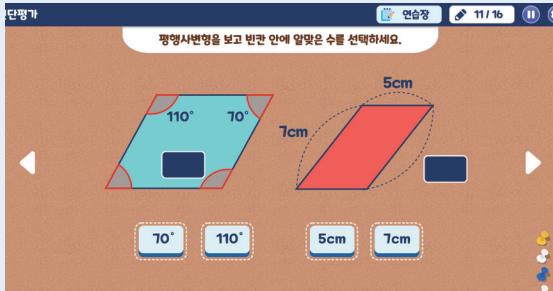 단평가
연습장
11 / 16
평행사변형을 보고 빈칸 안에 알맞은 수를 선택하세요.
5cm
110° 70°
7cm
70° 110° 5cm 7cm